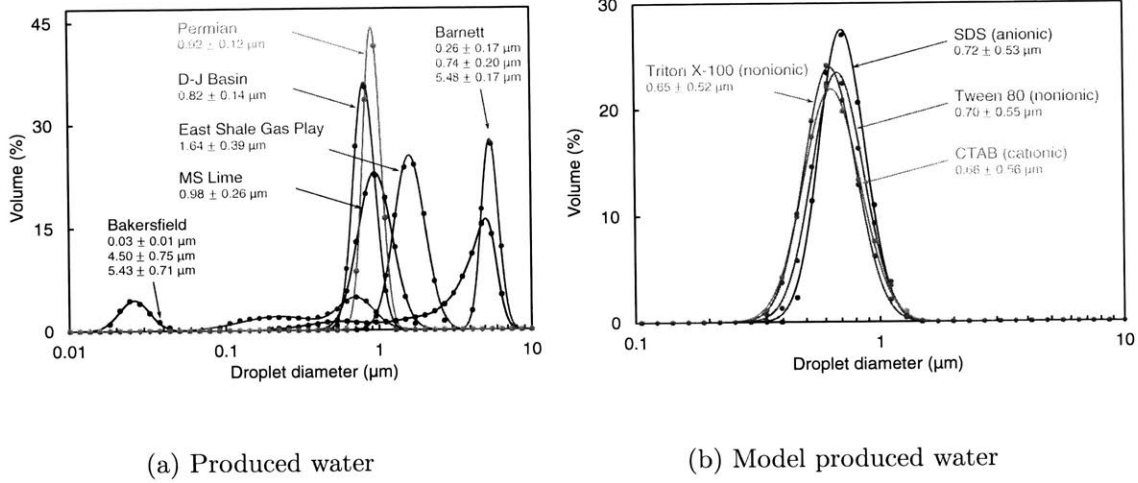 45
30
15
0
Volume (%)
Permian
0.92 ± 0.12 µm
D-J Basin
0.82 ± 0.14 µm
East Shale Gas Play
1.64 ± 0.39 µm
MS Lime
0.98 ± 0.26 µm
Bakersfield
0.03 ± 0.01 µm
4.50 ± 0.75 µm
5.43 ± 0.71 µm
Barnett
0.26 ± 0.17 µm
0.74 ± 0.20 µm
5.48 ± 0.17 µm
0.01
0.1
1
10
Droplet diameter (µm)
(a) Produced water
30
20
10
0
Volume (%)
SDS (anionic)
0.72 ± 0.53 µm
Triton X-100 (nonionic)
0.65 ± 0.52 µm
Tween 80 (nonionic)
0.70 ± 0.55 µm
CTAB (cationic)
0.66 ± 0.56 µm
0.1
1
10
Droplet diameter (µm)
(b) Model produced water